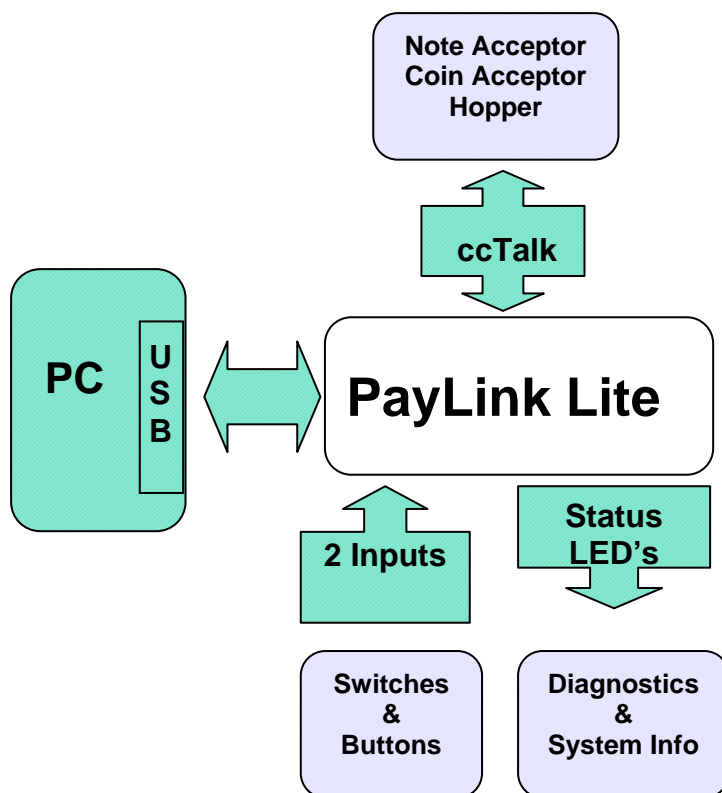 Note Acceptor
Coin Acceptor
Hopper
ccTalk
PC
U
S
B
PayLink Lite
2 Inputs
Status
LED's
Switches
&
Buttons
Diagnostics
&
System Info